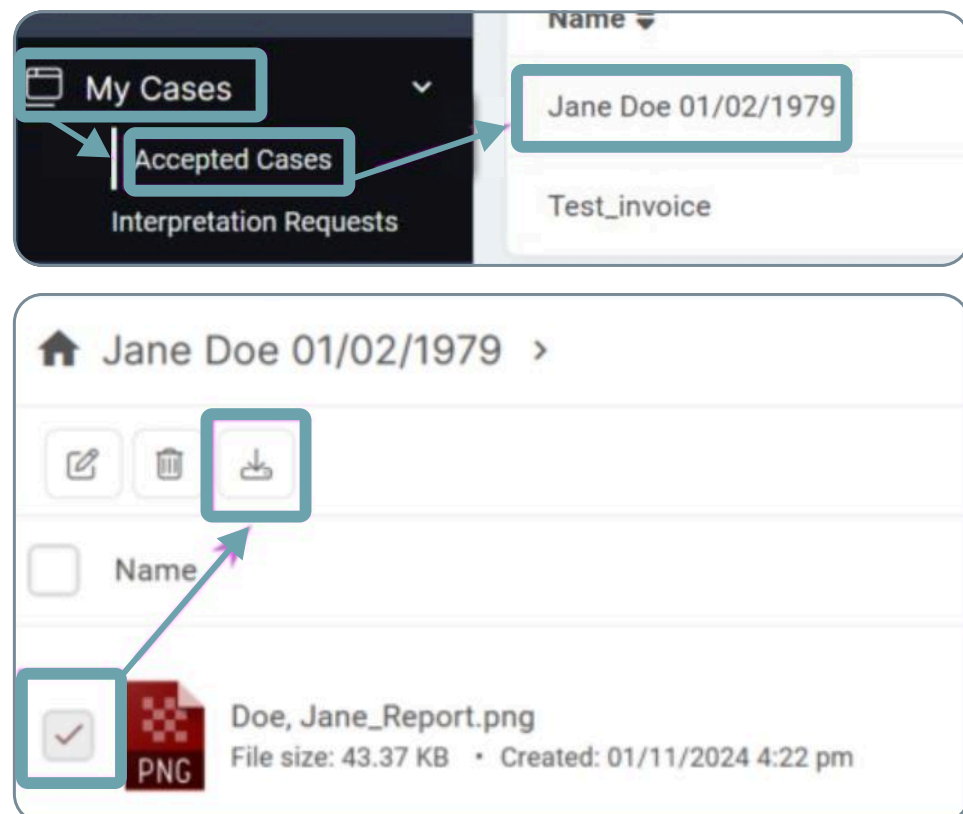 Name
My Cases
Jane Doe 01/02/1979
Accepted Cases
Test_invoice
Interpretation Requests
Jane Doe 01/02/1979 >
Name
Doe, Jane_Report.png
File size: 43.37 KB • Created: 01/11/2024 4:22 pm
PNG